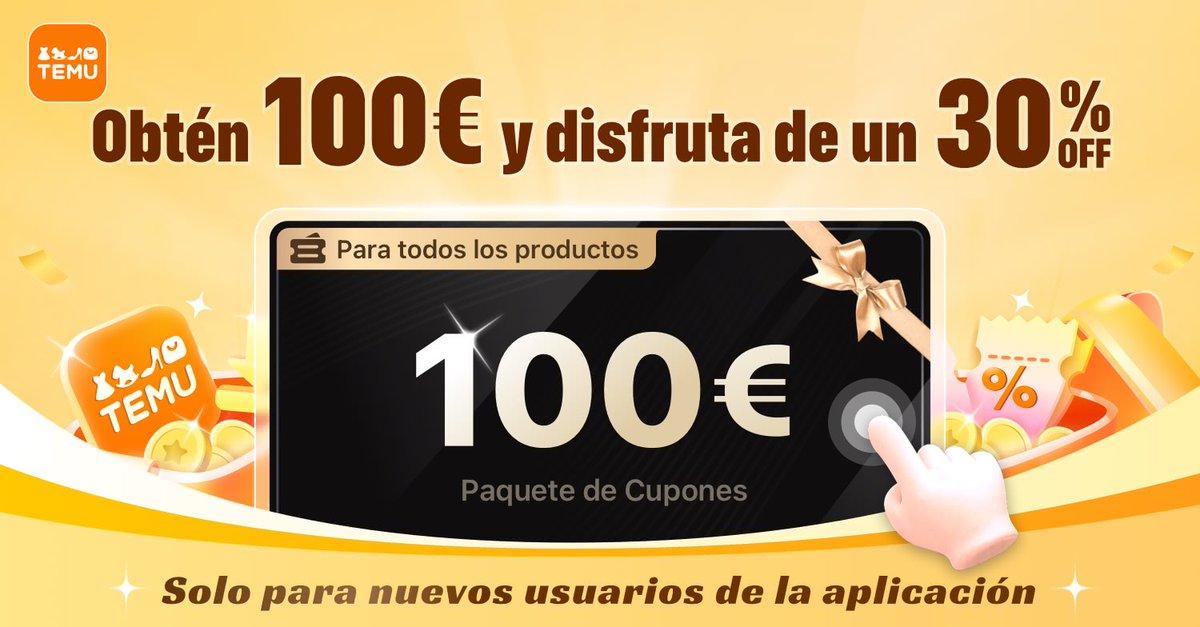 TEMU
Obtén 100€ y disfruta de un 30% OFF
Para todos los productos
100€
Paquete de Cupones
TEMU
%
Solo para nuevos usuarios de la aplicación